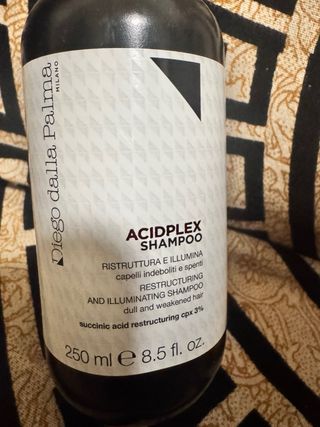 Diego dalla Palma
MILANO
ACIDPLEX
SHAMPOO
RISTRUTTURA E ILLUMINA
capelli indeboliti e spenti
RESTRUCTURING
AND ILLUMINATING SHAMPOO
dull and weakened hair
succinic acid restructuring cpx 3%
250 ml ℮ 8.5 fl. oz.